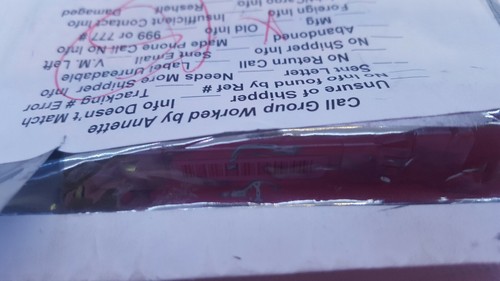 Call Group Worked by Annette
Unsure of Shipper Info Doesn't Match
No found by Ref # Tracking # Error
Sent Letter Needs More Shipper Info
No Return Call Label Unreadable
No Shipper Info Sent Email V.M. Left
Abandoned Made Phone Call No Info
Mfg Old Info 999 or 777
Foreign Info Insufficient Contact Info
Reshelf Damaged